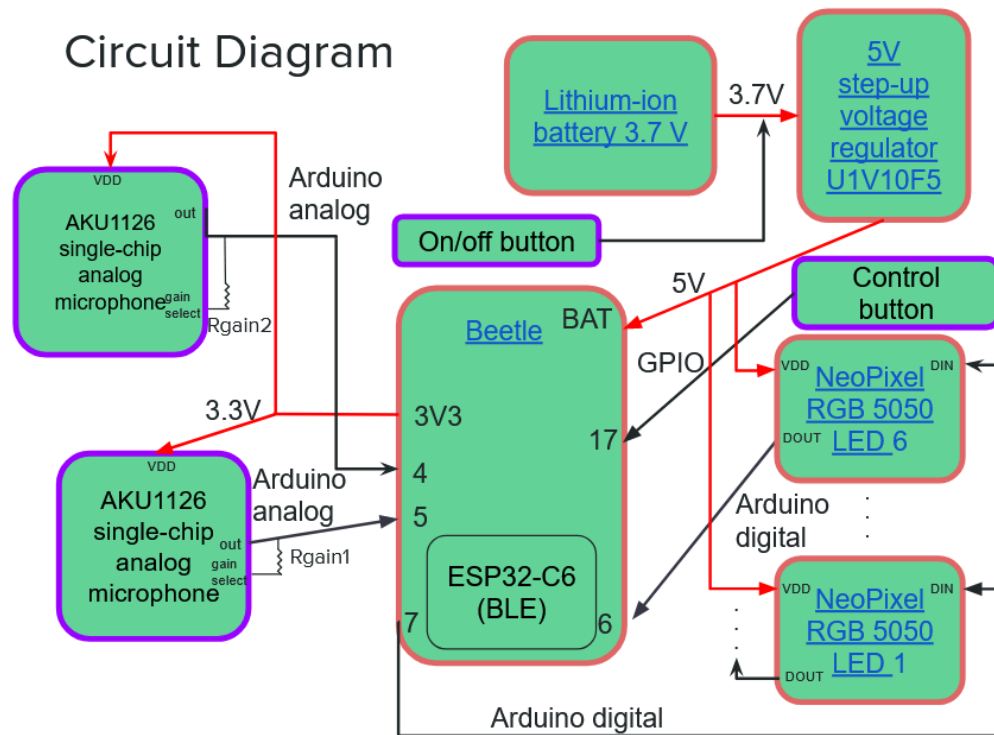 Circuit Diagram
Lithium-ion
battery 3.7 V
3.7V
5V
step-up
voltage
regulator
U1V10F5
VDD
out
AKU1126
single-chip
analog
microphone
gain
select
Rgain2
Arduino
analog
On/off button
Control
button
5V
Beetle
BAT
GPIO
3V3
17
4
5
7
6
ESP32-C6
(BLE)
3.3V
VDD
AKU1126
single-chip
analog
microphone
out
gain
select
Rgain1
Arduino
analog
VDD
NeoPixel
RGB 5050
LED 6
DIN
DOUT
Arduino
digital
VDD
NeoPixel
RGB 5050
LED 1
DIN
DOUT
Arduino digital